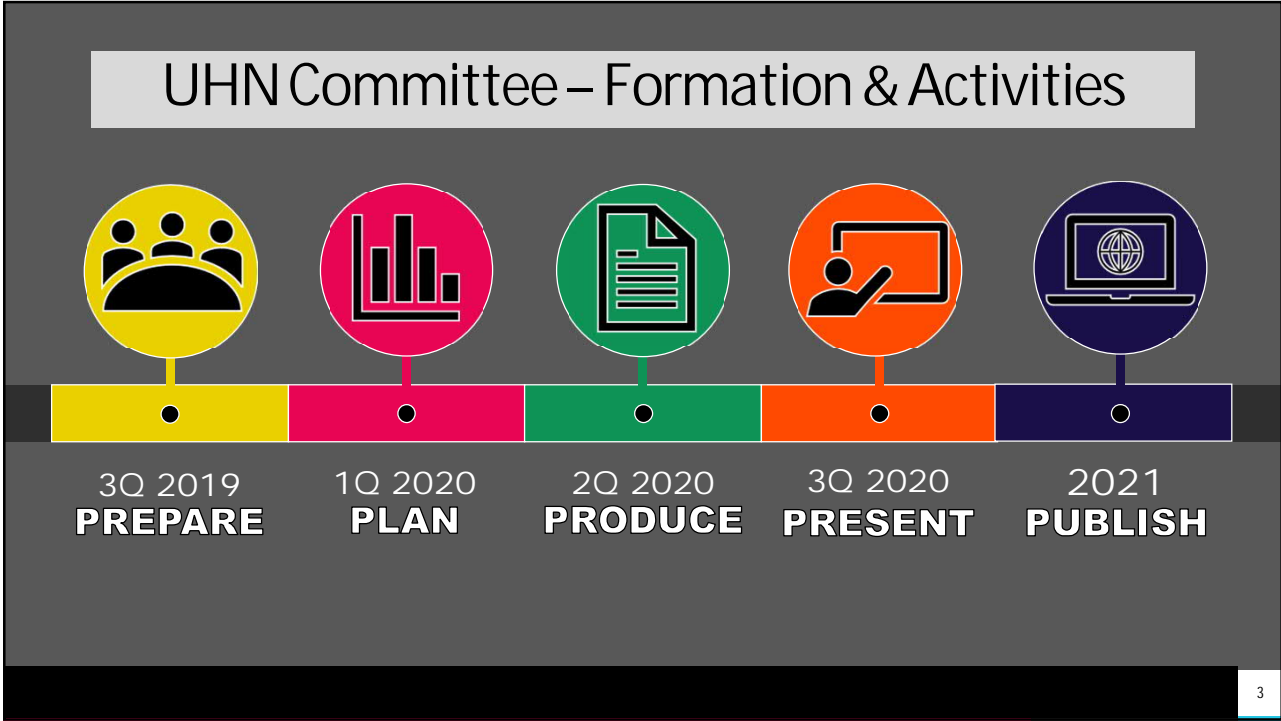 UHN Committee – Formation & Activities
3Q 2019
PREPARE
1Q 2020
PLAN
2Q 2020
PRODUCE
3Q 2020
PRESENT
2021
PUBLISH
3